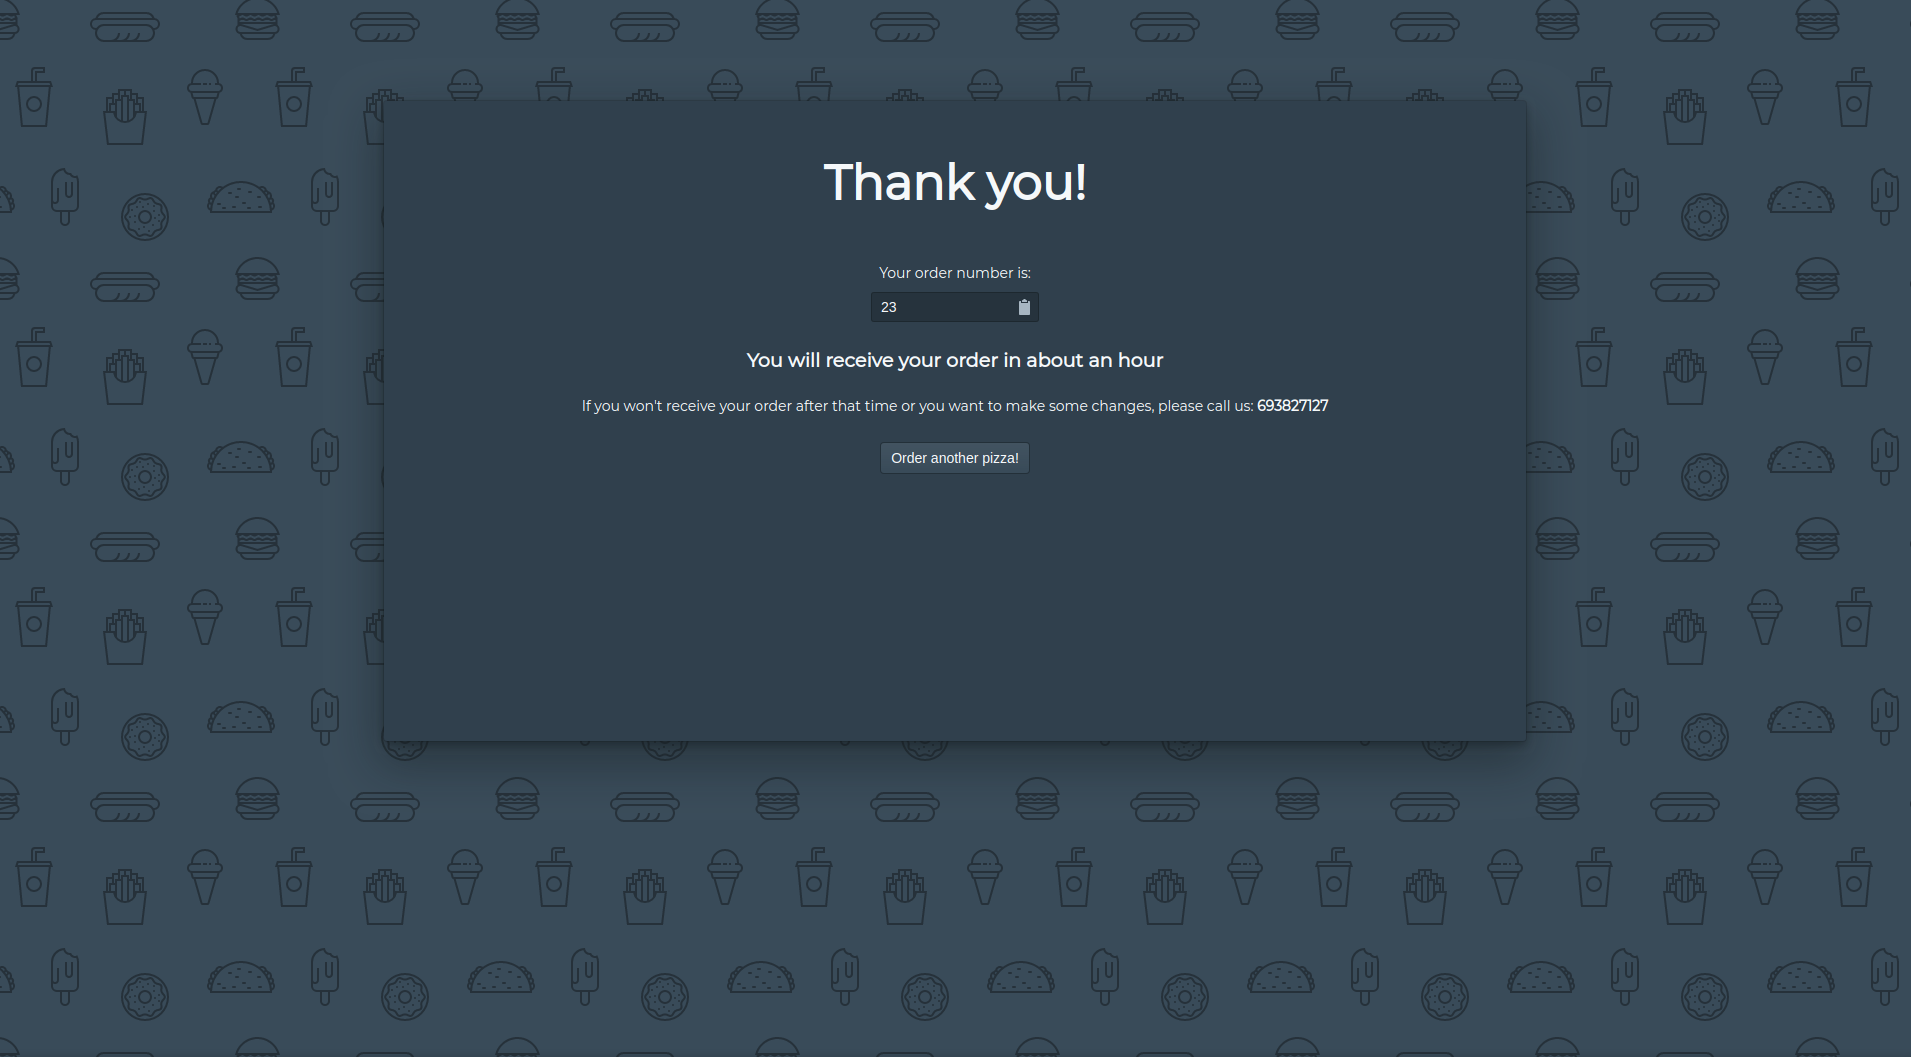 Thank you!
Your order number is:
23
You will receive your order in about an hour
If you won't receive your order after that time or you want to make some changes, please call us: 693827127
Order another pizza!